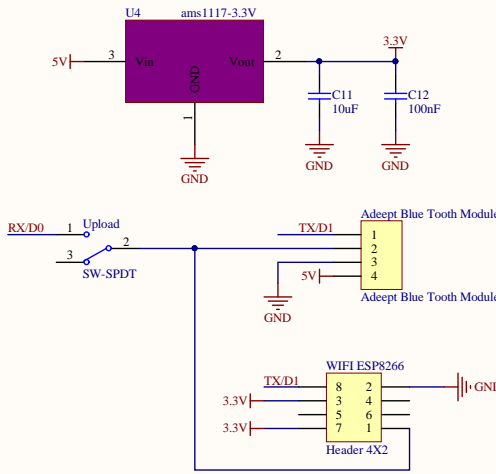 U4 ams1117-3.3V
5V 3 Vin Vout 2 3.3V
GND
1
C11
10uF
C12
100nF
GND GND
GND
RX/D0 1 Upload
3 2
SW-SPDT
Adeept Blue Tooth Module
TX/D1 1
2
3
5V 4
GND
Adeept Blue Tooth Module
WIFI ESP8266
TX/D1 8 2 GND
3.3V 3 4
5 6
3.3V 7 1
Header 4X2